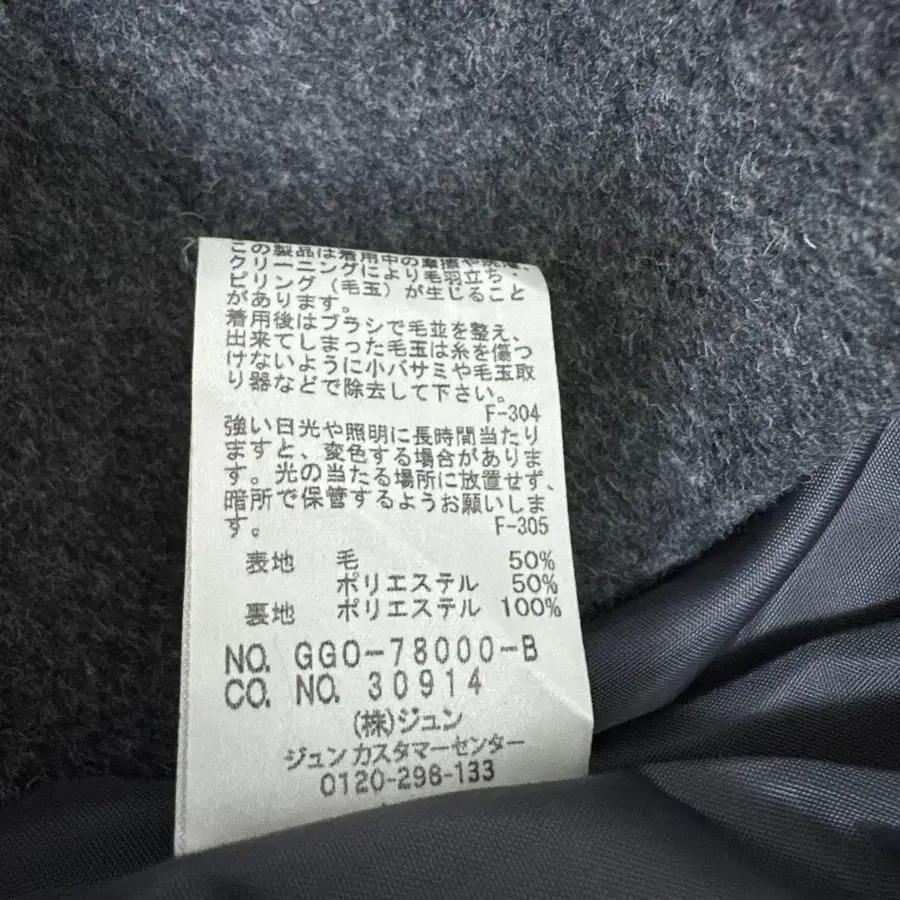 この製品は着用中の摩擦や
クリーニングにより毛羽立ち、
ピリング（毛玉）が生じること
があります。
着用後はブラシで毛並を整え、
出来てしまった毛玉は糸を傷つ
けないように小バサミや毛玉取
り器などで除去して下さい。
F-304
強い日光や照明に長時間当たり
ますと、変色する場合がありま
す。光の当たる場所に放置せず、
暗所で保管するようお願いしま
す。 F-305
表地 毛 50%
ポリエステル 50%
裏地 ポリエステル 100%
NO. GGO-78000-B
CO. NO. 30914
(株)ジュン
ジュンカスタマーセンター
0120-298-133